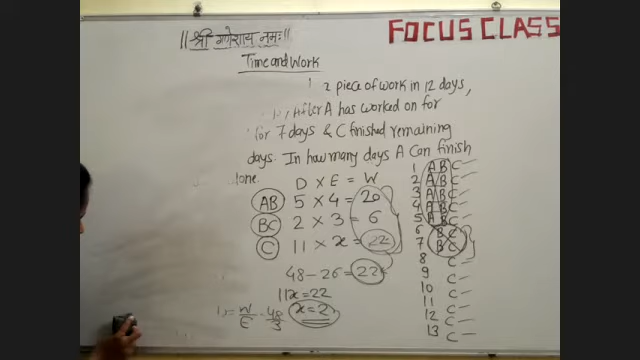 ||श्री गणेशाय नमः||
FOCUS CLASS
Time and Work
piece of work in 12 days,
After A has worked on for
for 7 days & C finished remaining
days. In how many days A Can finish
lone.
D × E = W
AB 5 × 4 = 20
BC 2 × 3 = 6
C 11 × x = 22
48 - 26 = 22
11x = 22
x = 2
D = W/E = 48/3
1 A B C -
2 A B C -
3 A B C -
4 A B C -
5 A B C -
6 B C -
7 B C -
8 C -
9 C -
10 C -
11 C -
12 C -
13 C -